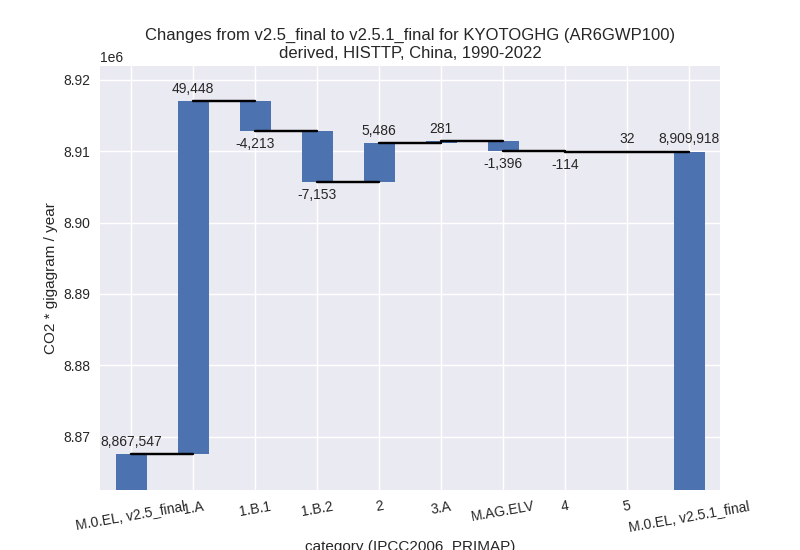 Changes from v2.5_final to v2.5.1_final for KYOTOGHG (AR6GWP100)
derived, HISTTP, China, 1990-2022
1e6
8.92
8.91
8.90
8.89
8.88
8.87
CO2 * gigagram / year
8,867,547
49,448
-4,213
-7,153
5,486
281
-1,396
-114
32
8,909,918
M.0.EL, v2.5_final
1.A
1.B.1
1.B.2
2
3.A
M.AG.ELV
4
5
M.0.EL, v2.5.1_final
category (IPCC2006_PRIMAP)